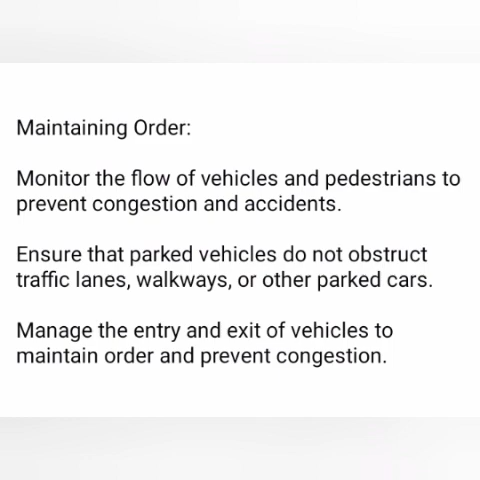 Maintaining Order:
Monitor the flow of vehicles and pedestrians to
prevent congestion and accidents.
Ensure that parked vehicles do not obstruct
traffic lanes, walkways, or other parked cars.
Manage the entry and exit of vehicles to
maintain order and prevent congestion.